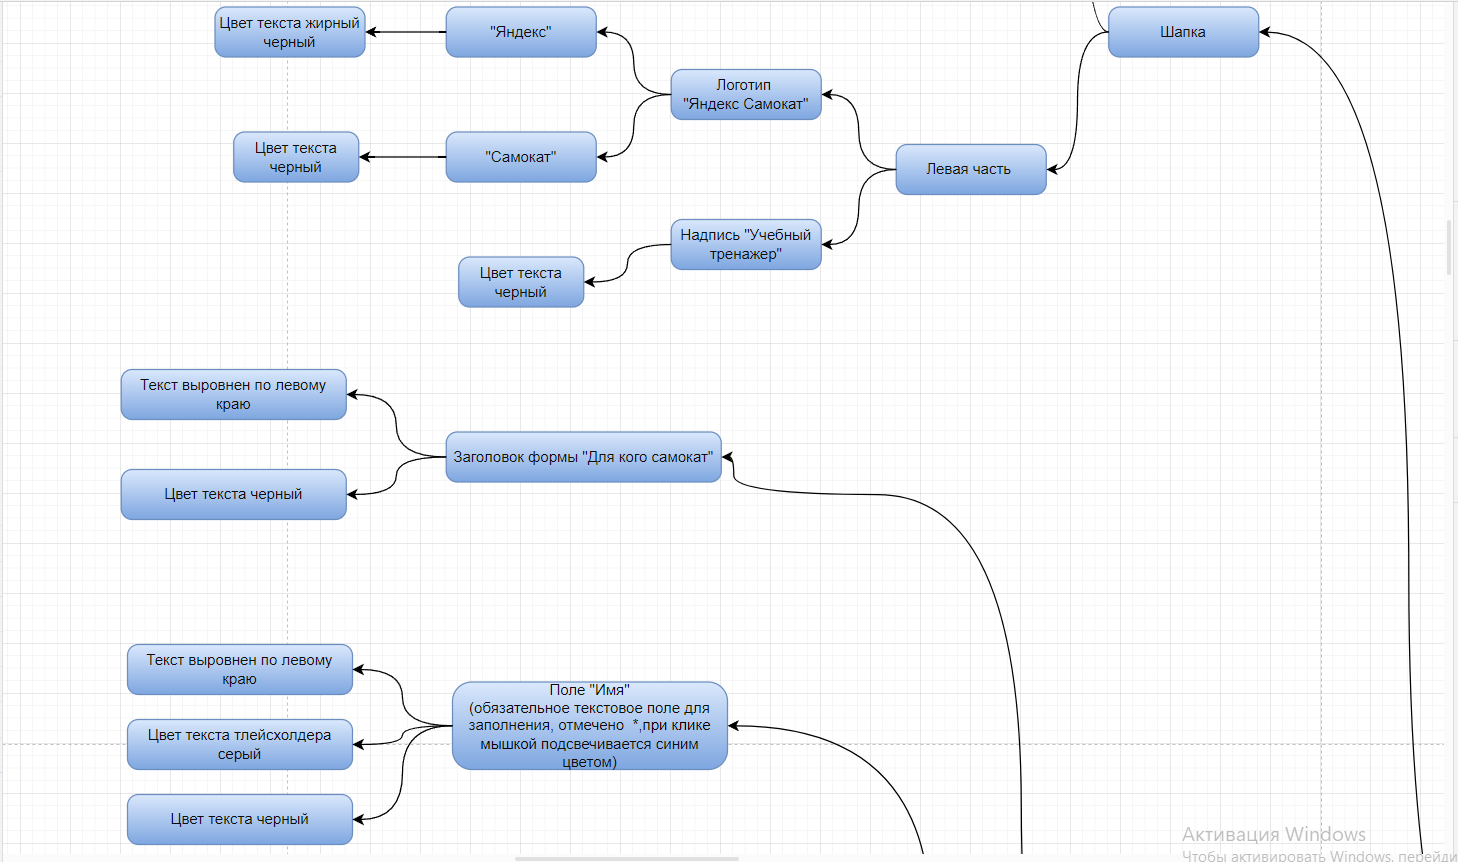 Цвет текста жирный
черный
"Яндекс"
Шапка
Логотип
"Яндекс Самокат"
Цвет текста
черный
"Самокат"
Левая часть
Надпись "Учебный
тренажер"
Цвет текста
черный
Текст выровнен по левому
краю
Заголовок формы "Для кого самокат"
Цвет текста черный
Текст выровнен по левому
краю
Поле "Имя"
(обязательное текстовое поле для
заполнения, отмечено *,при клике
мышкой подсвечивается синим
цветом)
Цвет текста тлейсхолдера
серый
Цвет текста черный
Активация Windows
Чтобы активировать Windows, перейди